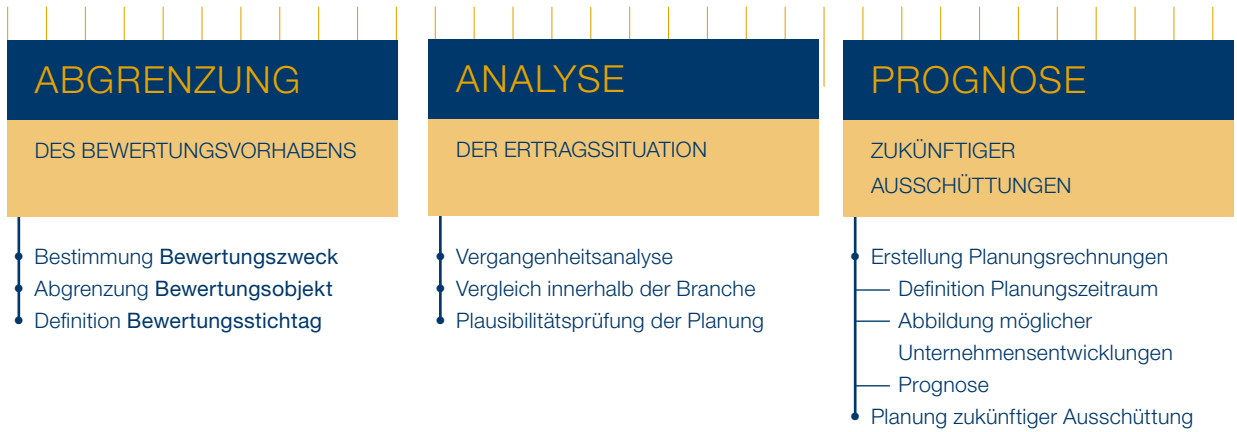 ABGRENZUNG
DES BEWERTUNGSVORHABENS
Bestimmung Bewertungszweck
Abgrenzung Bewertungsobjekt
Definition Bewertungsstichtag
ANALYSE
DER ERTRAGSSITUATION
Vergangenheitsanalyse
Vergleich innerhalb der Branche
Plausibilitätsprüfung der Planung
PROGNOSE
ZUKÜNFTIGER
AUSSCHÜTTUNGEN
Erstellung Planungsrechnungen
Definition Planungszeitraum
Abbildung möglicher
Unternehmensentwicklungen
Prognose
Planung zukünftiger Ausschüttung